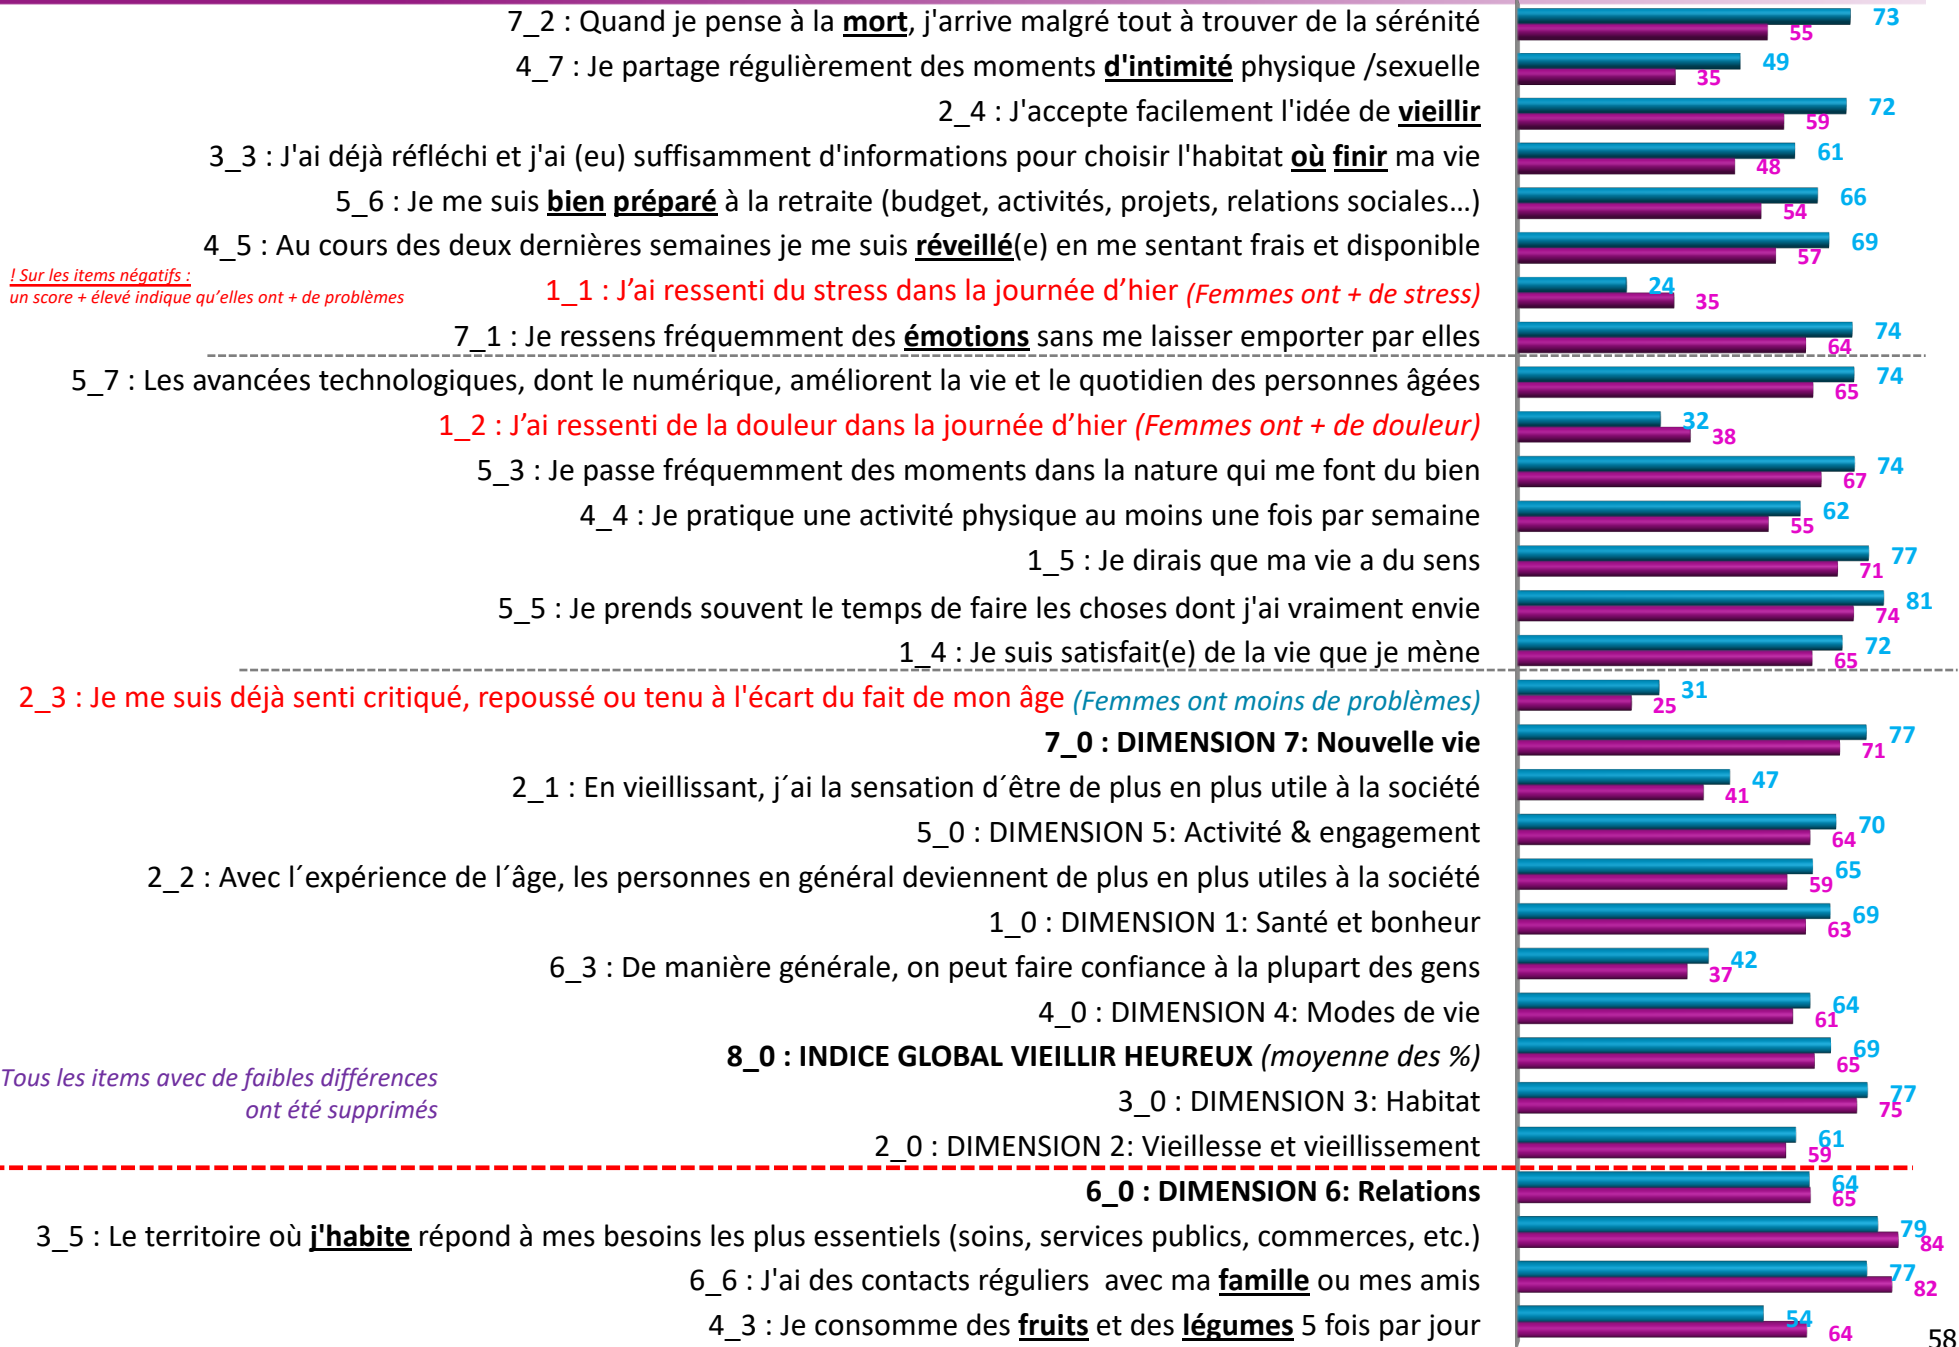 7_2 : Quand je pense à la mort, j'arrive malgré tout à trouver de la sérénité 73 55
4_7 : Je partage régulièrement des moments d'intimité physique /sexuelle 49 35
2_4 : J'accepte facilement l'idée de vieillir 72 59
3_3 : J'ai déjà réfléchi et j'ai (eu) suffisamment d'informations pour choisir l'habitat où finir ma vie 61 48
5_6 : Je me suis bien préparé à la retraite (budget, activités, projets, relations sociales…) 66 54
4_5 : Au cours des deux dernières semaines je me suis réveillé(e) en me sentant frais et disponible 69 57
! Sur les items négatifs :
un score + élevé indique qu'elles ont + de problèmes
1_1 : J’ai ressenti du stress dans la journée d’hier (Femmes ont + de stress) 24 35
7_1 : Je ressens fréquemment des émotions sans me laisser emporter par elles 74 64
5_7 : Les avancées technologiques, dont le numérique, améliorent la vie et le quotidien des personnes âgées 74 65
1_2 : J’ai ressenti de la douleur dans la journée d’hier (Femmes ont + de douleur) 32 38
5_3 : Je passe fréquemment des moments dans la nature qui me font du bien 74 67
4_4 : Je pratique une activité physique au moins une fois par semaine 62 55
1_5 : Je dirais que ma vie a du sens 77 71
5_5 : Je prends souvent le temps de faire les choses dont j'ai vraiment envie 81 74
1_4 : Je suis satisfait(e) de la vie que je mène 72 65
2_3 : Je me suis déjà senti critiqué, repoussé ou tenu à l'écart du fait de mon âge (Femmes ont moins de problèmes) 31 25
7_0 : DIMENSION 7: Nouvelle vie 77 71
2_1 : En vieillissant, j´ai la sensation d´être de plus en plus utile à la société 47 41
5_0 : DIMENSION 5: Activité & engagement 70 64
2_2 : Avec l´expérience de l´âge, les personnes en général deviennent de plus en plus utiles à la société 65 59
1_0 : DIMENSION 1: Santé et bonheur 69 63
6_3 : De manière générale, on peut faire confiance à la plupart des gens 42 37
4_0 : DIMENSION 4: Modes de vie 64 61
8_0 : INDICE GLOBAL VIEILLIR HEUREUX (moyenne des %) 69 65
Tous les items avec de faibles différences
ont été supprimés
3_0 : DIMENSION 3: Habitat 77 75
2_0 : DIMENSION 2: Vieillesse et vieillissement 61 59
6_0 : DIMENSION 6: Relations 64 65
3_5 : Le territoire où j'habite répond à mes besoins les plus essentiels (soins, services publics, commerces, etc.) 79 84
6_6 : J'ai des contacts réguliers avec ma famille ou mes amis 77 82
4_3 : Je consomme des fruits et des légumes 5 fois par jour 54 64
58